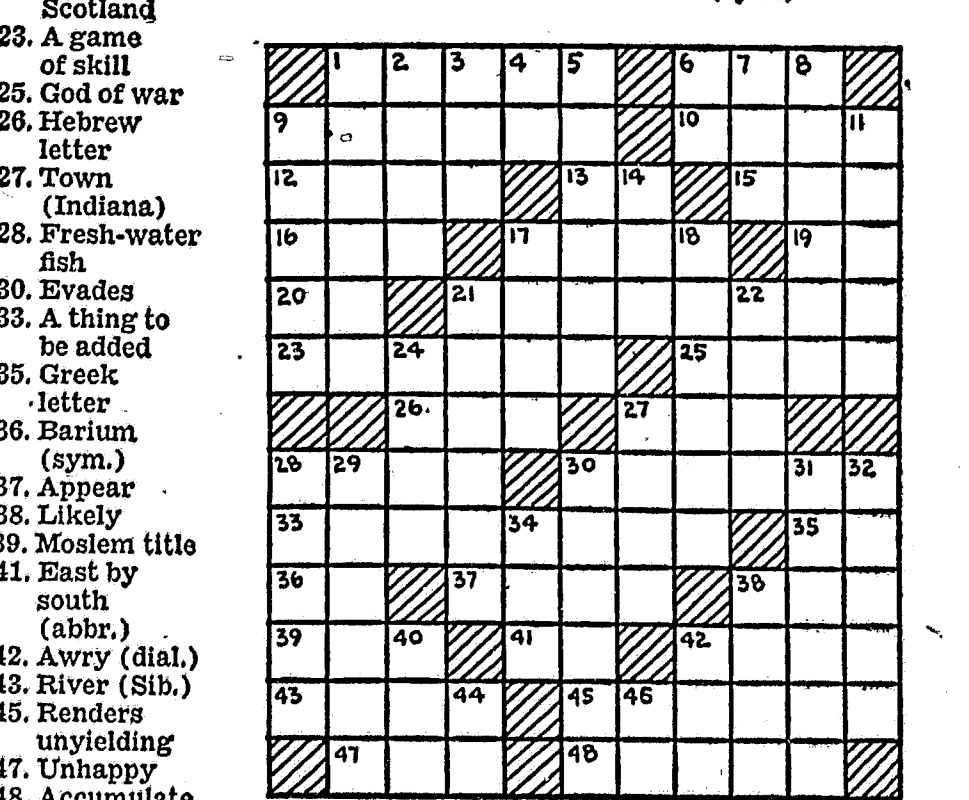 Scotland
23. A game
of skill
25. God of war
26. Hebrew
letter
27. Town
(Indiana)
28. Fresh-water
fish
30. Evades
33. A thing to
be added
35. Greek
letter
36. Barium
(sym.)
37. Appear
38. Likely
39. Moslem title
41. East by
south
(abbr.)
42. Awry (dial.)
43. River (Sib.)
45. Renders
unyielding
47. Unhappy
48. Accumulate
1 2 3 4 5 6 7 8
9 10 11
12 13 14 15
16 17 18 19
20 21 22
23 24 25
26 27
28 29 30 31 32
33 34 35
36 37 38
39 40 41 42
43 44 45 46
47 48